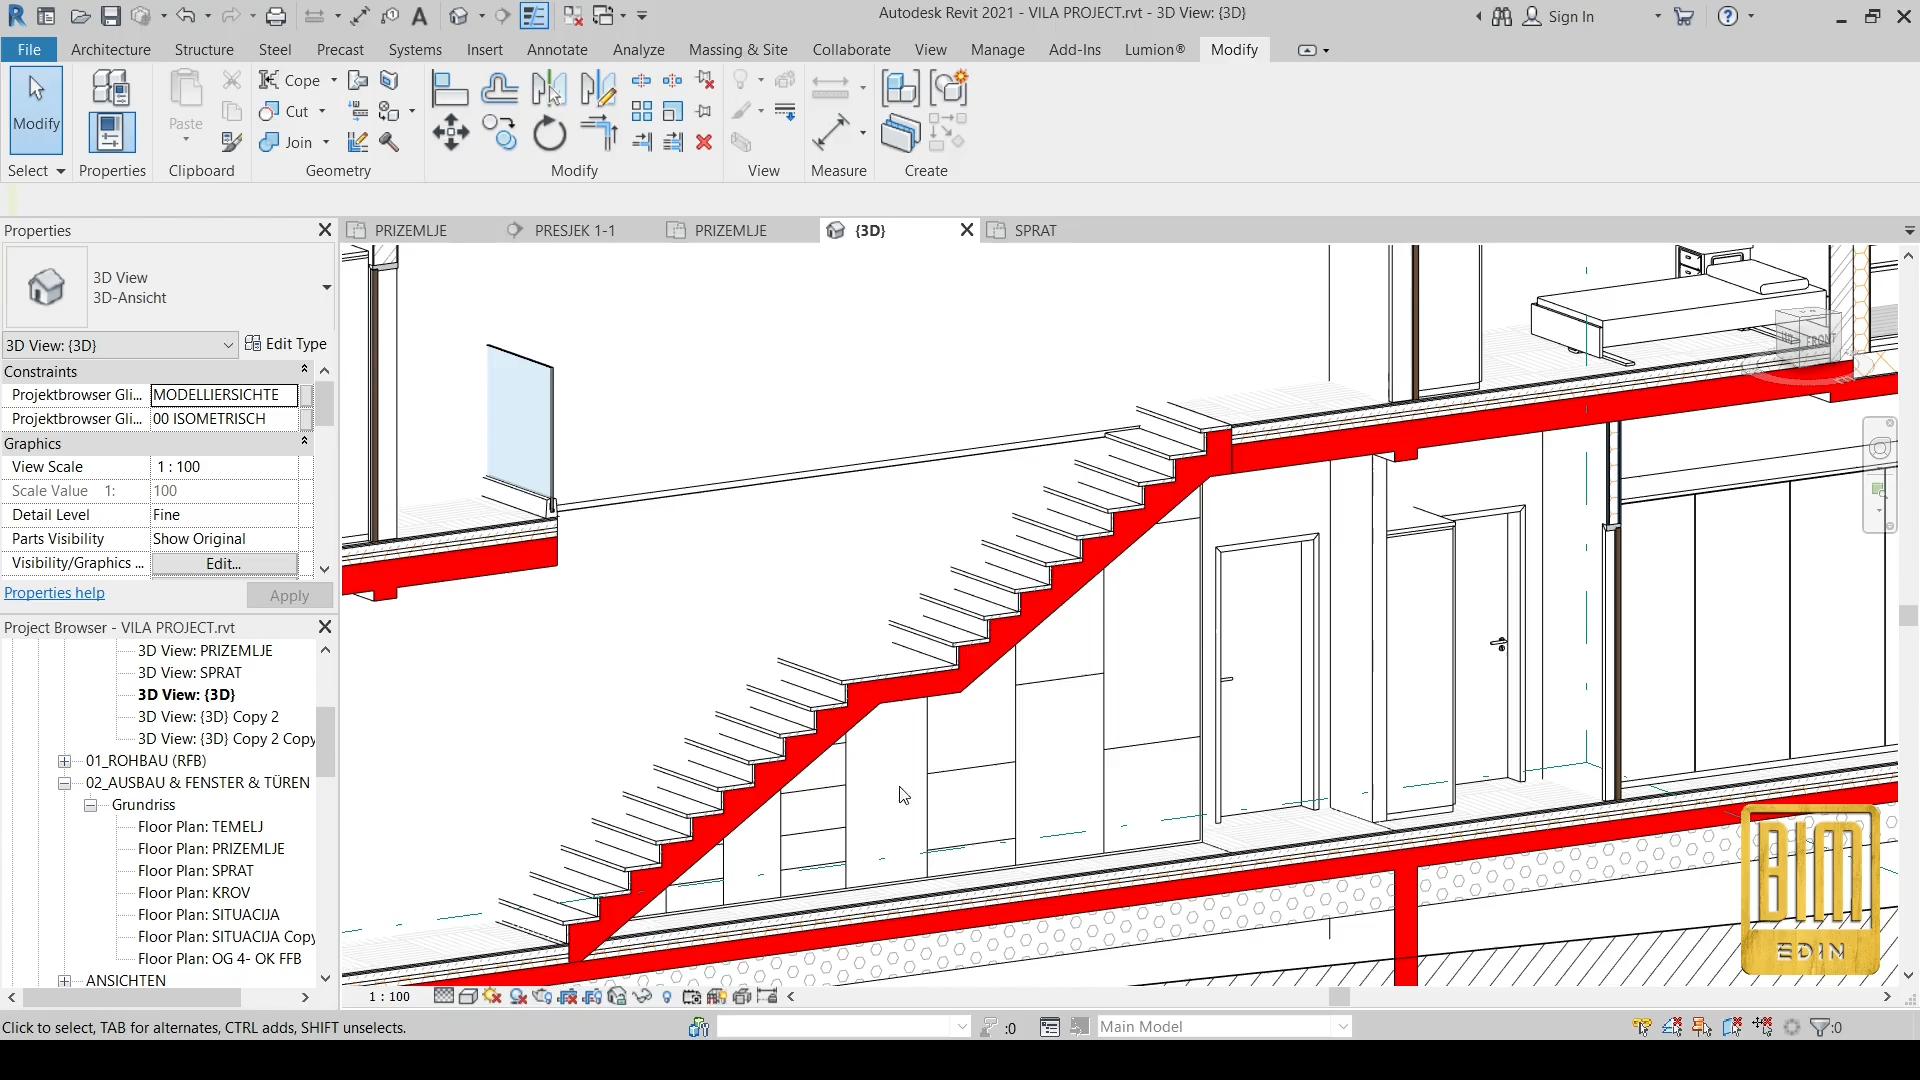 Autodesk Revit 2021 - VILA PROJECT.rvt - 3D View: {3D}
Sign In
File
Architecture
Structure
Steel
Precast
Systems
Insert
Annotate
Analyze
Massing & Site
Collaborate
View
Manage
Add-Ins
Lumion®
Modify
Modify
Paste
Cope
Cut
Join
Select
Properties
Clipboard
Geometry
Modify
View
Measure
Create
Properties
PRIZEMLJE
PRESJEK 1-1
PRIZEMLJE
{3D}
SPRAT
3D View
3D-Ansicht
3D View: {3D}
Edit Type
Constraints
Projektbrowser Gli... MODELLIERSICHTE
Projektbrowser Gli... 00 ISOMETRISCH
Graphics
View Scale 1 : 100
Scale Value 1: 100
Detail Level Fine
Parts Visibility Show Original
Visibility/Graphics ... Edit...
Properties help
Apply
Project Browser - VILA PROJECT.rvt
3D View: PRIZEMLJE
3D View: SPRAT
3D View: {3D}
3D View: {3D} Copy 2
3D View: {3D} Copy 2 Copy
01_ROHBAU (RFB)
02_AUSBAU & FENSTER & TÜREN
Grundriss
Floor Plan: TEMELJ
Floor Plan: PRIZEMLJE
Floor Plan: SPRAT
Floor Plan: KROV
Floor Plan: SITUACIJA
Floor Plan: SITUACIJA Copy
Floor Plan: OG 4- OK FFB
ANSICHTEN
FRONT
BIM
EDIN
1 : 100
Click to select, TAB for alternates, CTRL adds, SHIFT unselects.
:0
Main Model
:0